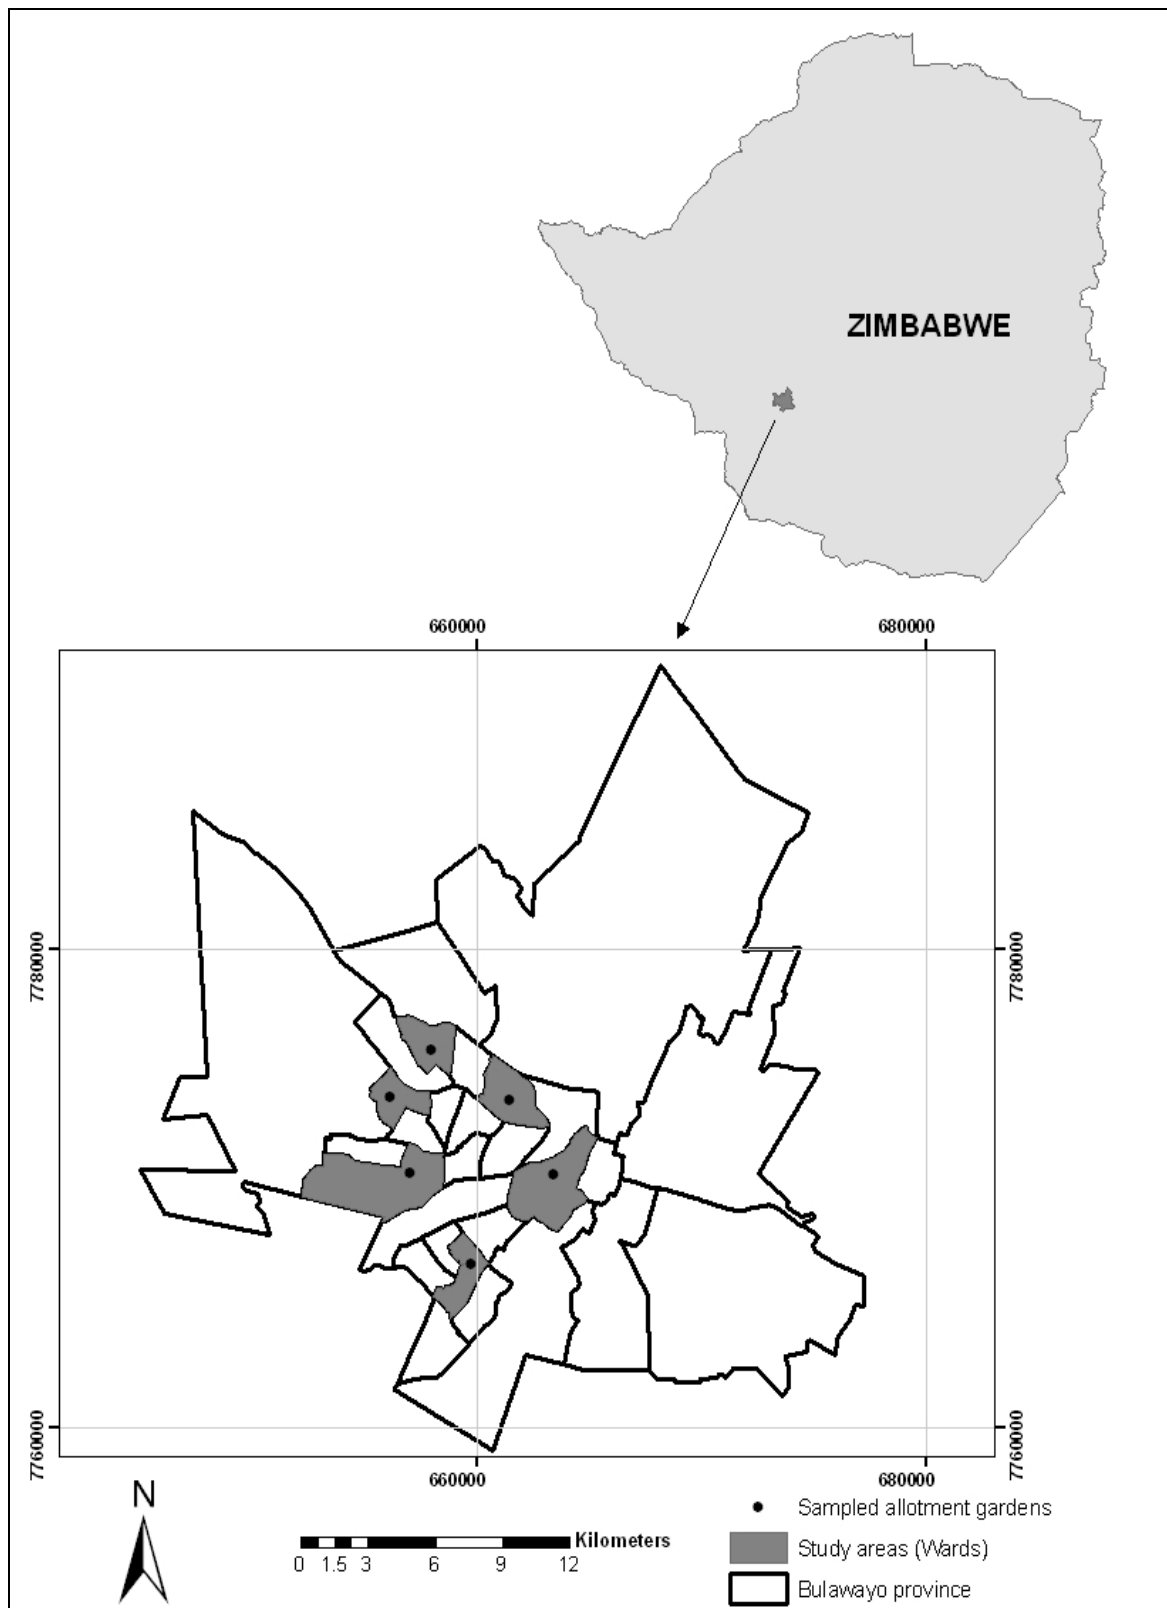 ZIMBABWE
660000
680000
7780000
7780000
7760000
7760000
660000
680000
N
Kilometers
0 1.5 3 6 9 12
Sampled allotment gardens
Study areas (Wards)
Bulawayo province